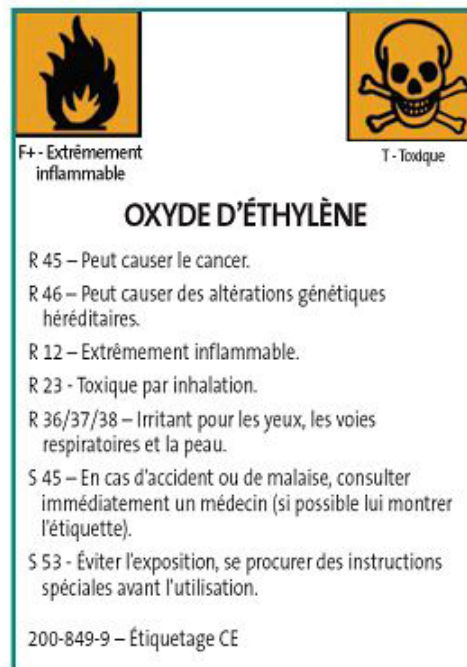 F+ - Extrêmement
inflammable
T - Toxique
OXYDE D'ÉTHYLÈNE
R 45 – Peut causer le cancer.
R 46 – Peut causer des altérations génétiques
héréditaires.
R 12 – Extrêmement inflammable.
R 23 - Toxique par inhalation.
R 36/37/38 – Irritant pour les yeux, les voies
respiratoires et la peau.
S 45 – En cas d'accident ou de malaise, consulter
immédiatement un médecin (si possible lui montrer
l'étiquette).
S 53 - Éviter l'exposition, se procurer des instructions
spéciales avant l'utilisation.
200-849-9 – Étiquetage CE